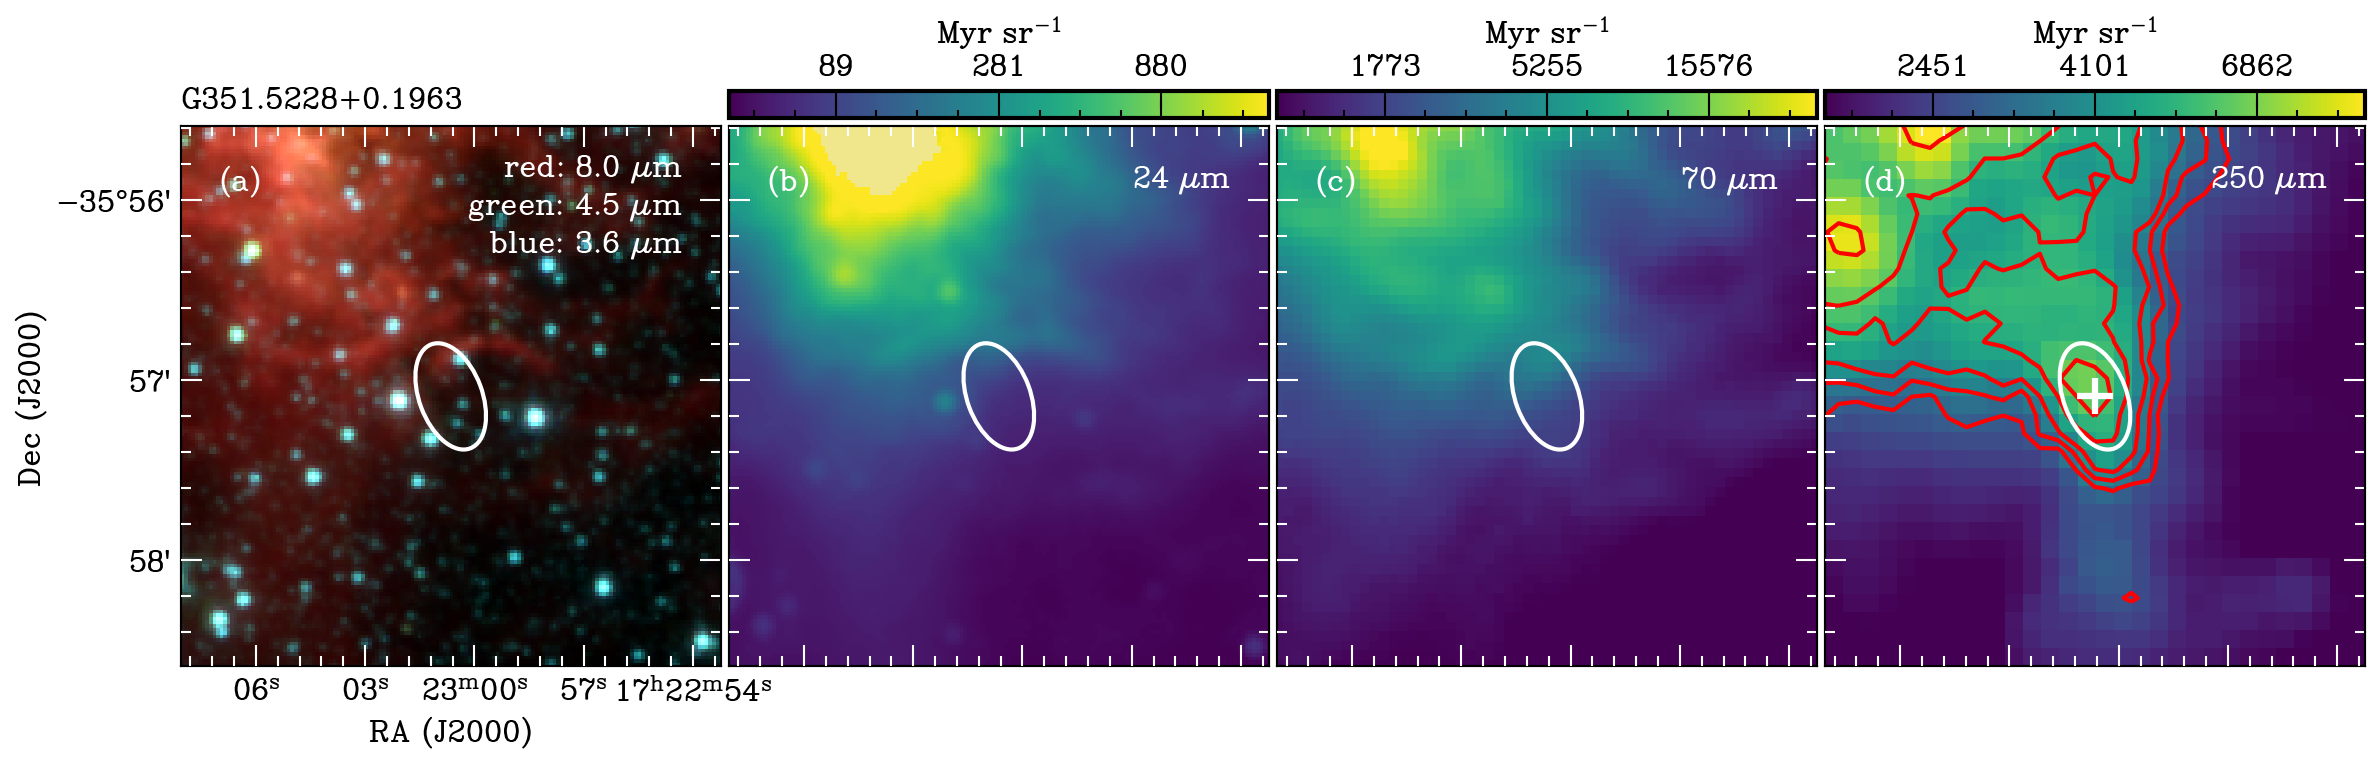 Myr sr⁻¹ Myr sr⁻¹ Myr sr⁻¹
89 281 880 1773 5255 15576 2451 4101 6862
G351.5228+0.1963
(a) red: 8.0 μm
green: 4.5 μm
blue: 3.6 μm
(b) 24 μm
(c) 70 μm
(d) 250 μm
−35°56'
57'
58'
Dec (J2000)
06ˢ 03ˢ 23ᵐ00ˢ 57ˢ 17ʰ22ᵐ54ˢ
RA (J2000)